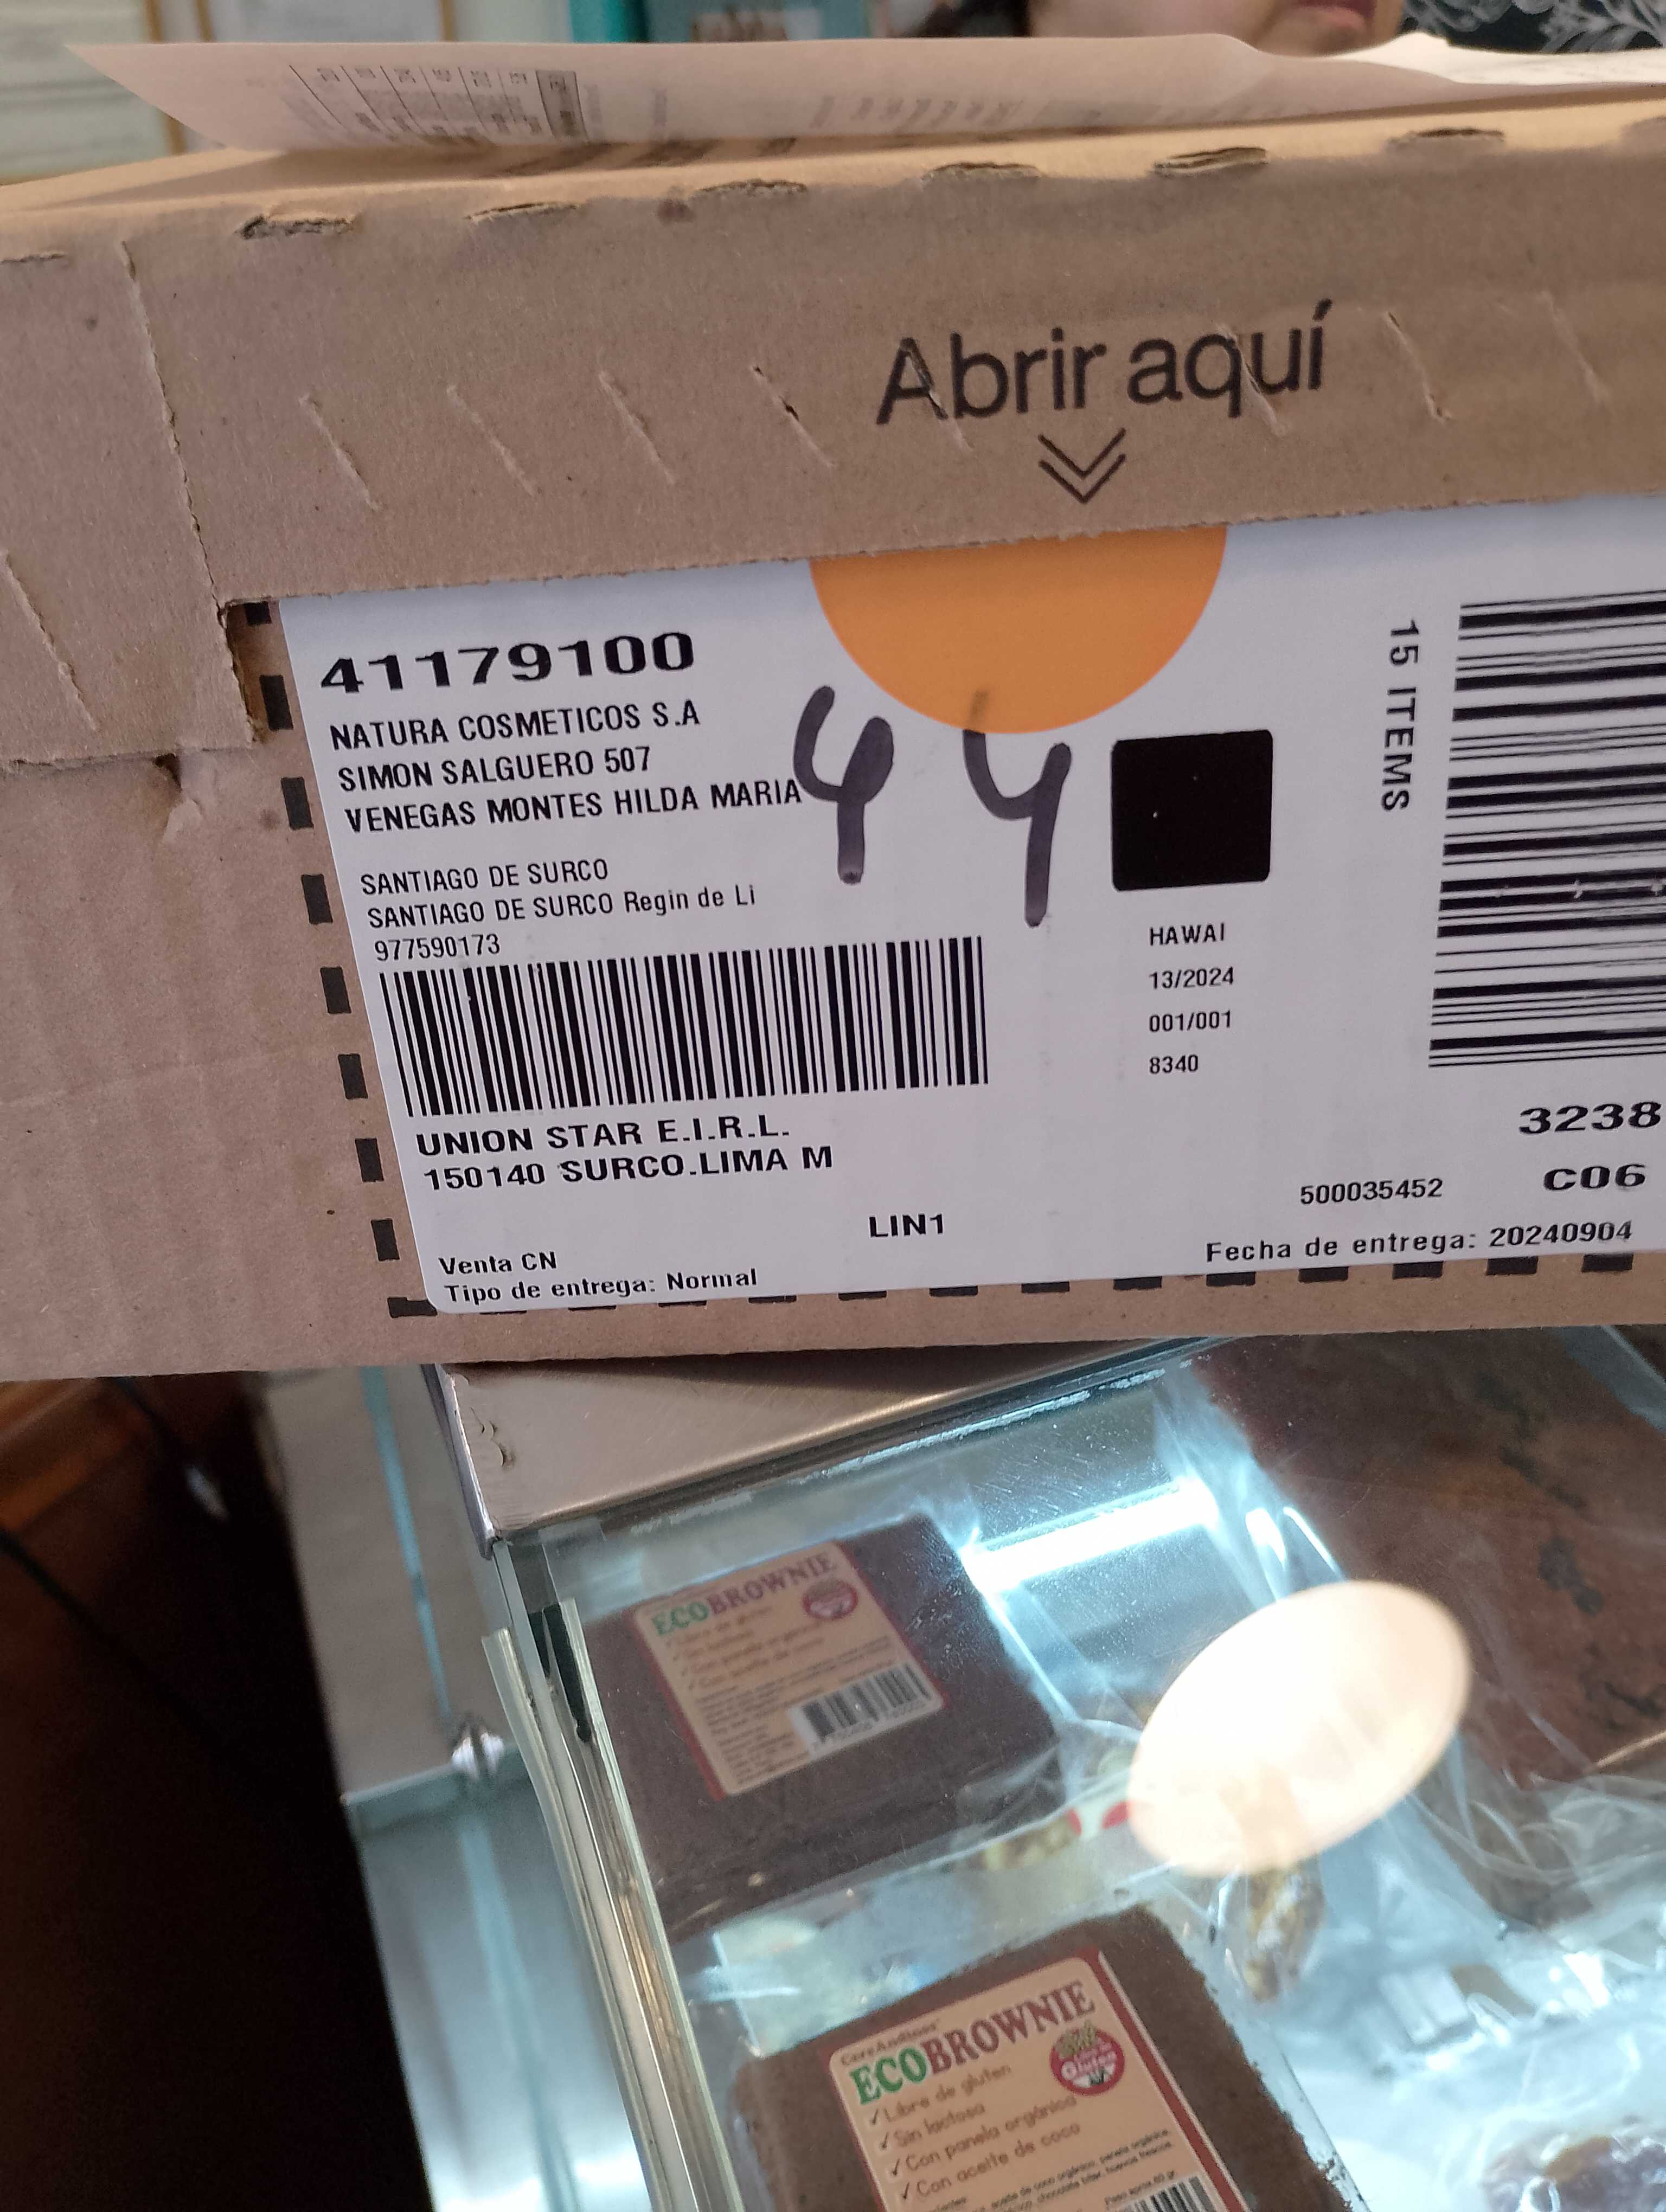 Abrir aquí
41179100
NATURA COSMETICOS S.A
SIMON SALGUERO 507
VENEGAS MONTES HILDA MARIA
44
SANTIAGO DE SURCO
SANTIAGO DE SURCO Regin de Li
977590173
UNION STAR E.I.R.L.
150140 SURCO.LIMA M
LIN1
Venta CN
Tipo de entrega: Normal
HAWAI
13/2024
001/001
8340
15 ITEMS
3238
C06
500035452
Fecha de entrega: 20240904
ECOBROWNIE
ECOBROWNIE
✓Libre de gluten
✓Sin lactosa
✓Con panela orgánica
✓Con aceite de coco